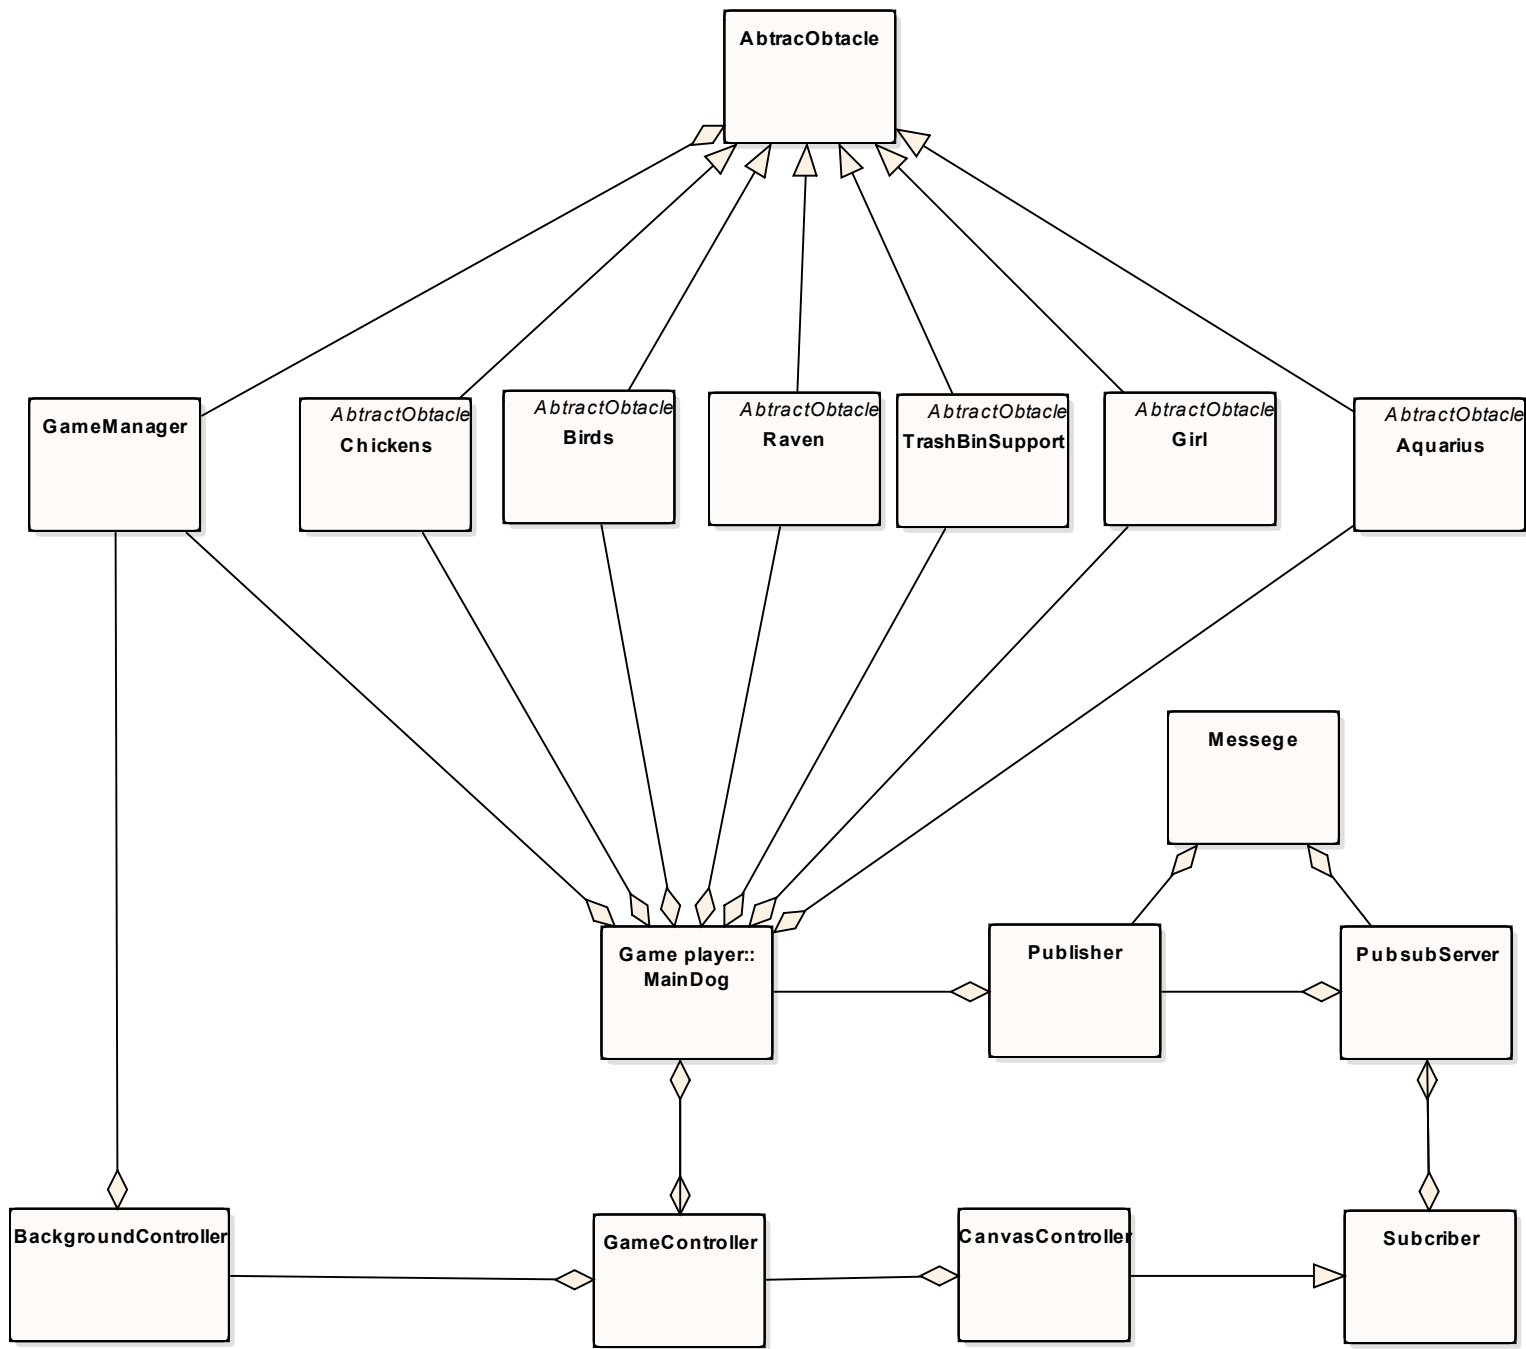 AbtracObtacle
GameManager
AbtractObtacle
Chickens
AbtractObtacle
Birds
AbtractObtacle
Raven
AbtractObtacle
TrashBinSupport
AbtractObtacle
Girl
AbtractObtacle
Aquarius
Messege
Game player::
MainDog
Publisher
PubsubServer
BackgroundController
GameController
CanvasController
Subcriber